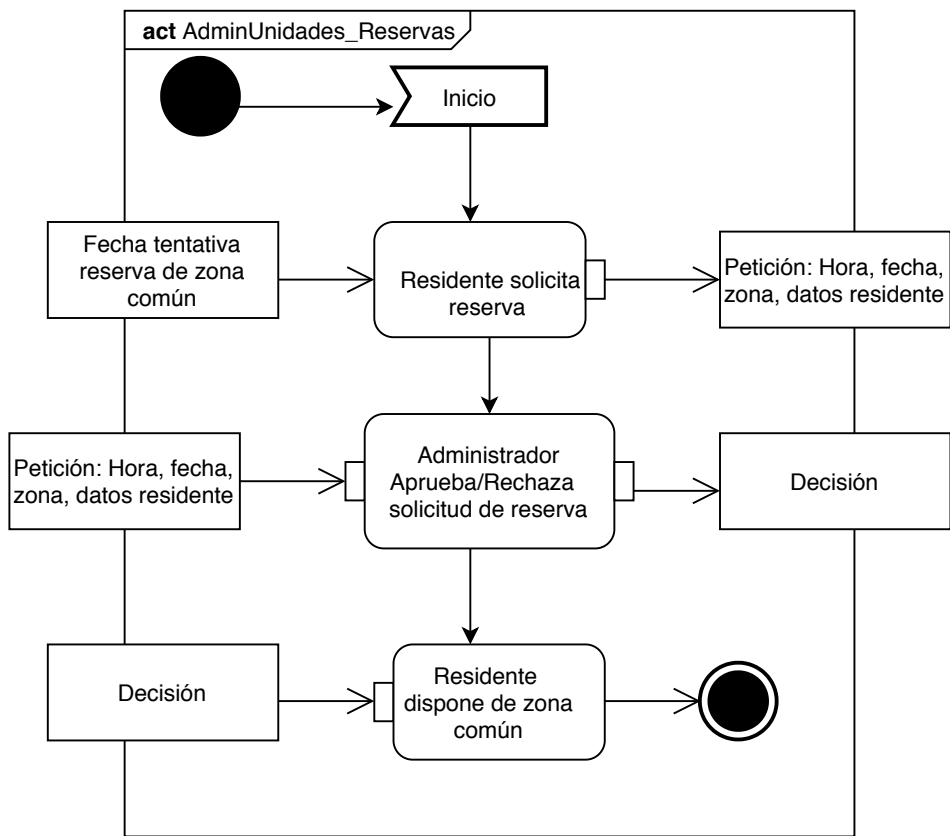 act AdminUnidades_Reservas
Inicio
Fecha tentativa
reserva de zona
común
Residente solicita
reserva
Petición: Hora, fecha,
zona, datos residente
Petición: Hora, fecha,
zona, datos residente
Administrador
Aprueba/Rechaza
solicitud de reserva
Decisión
Decisión
Residente
dispone de zona
común